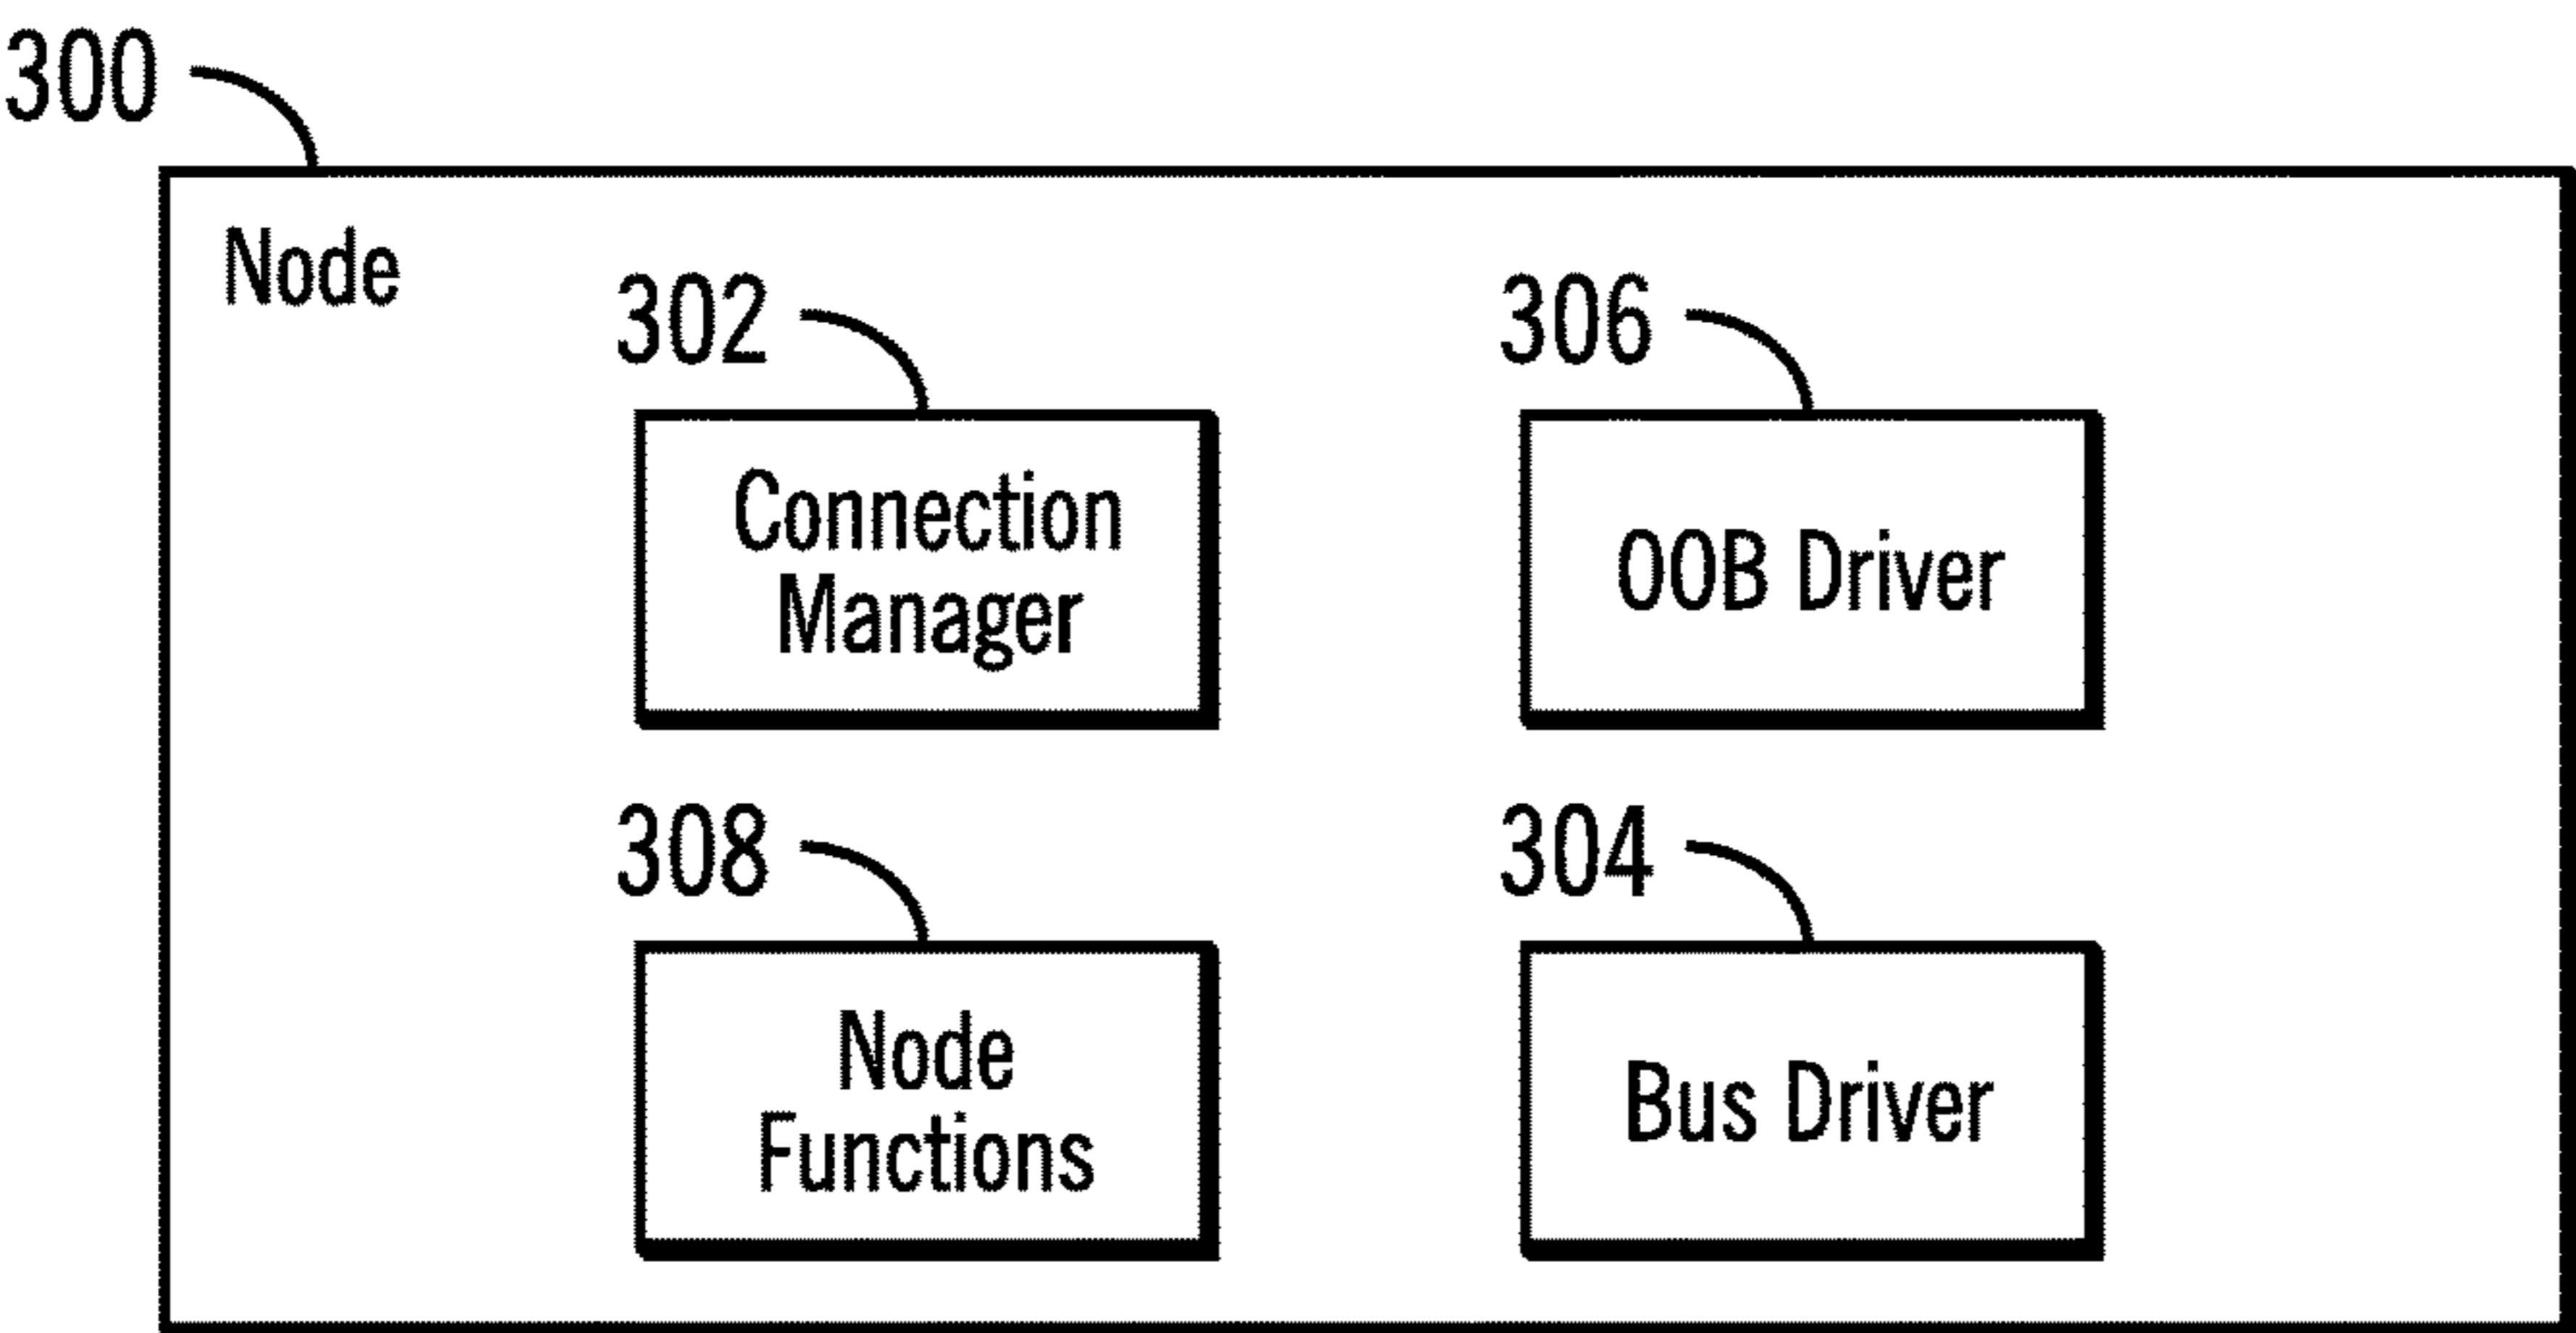 300
Node
302
Connection
Manager
306
OOB Driver
308
Node
Functions
304
Bus Driver